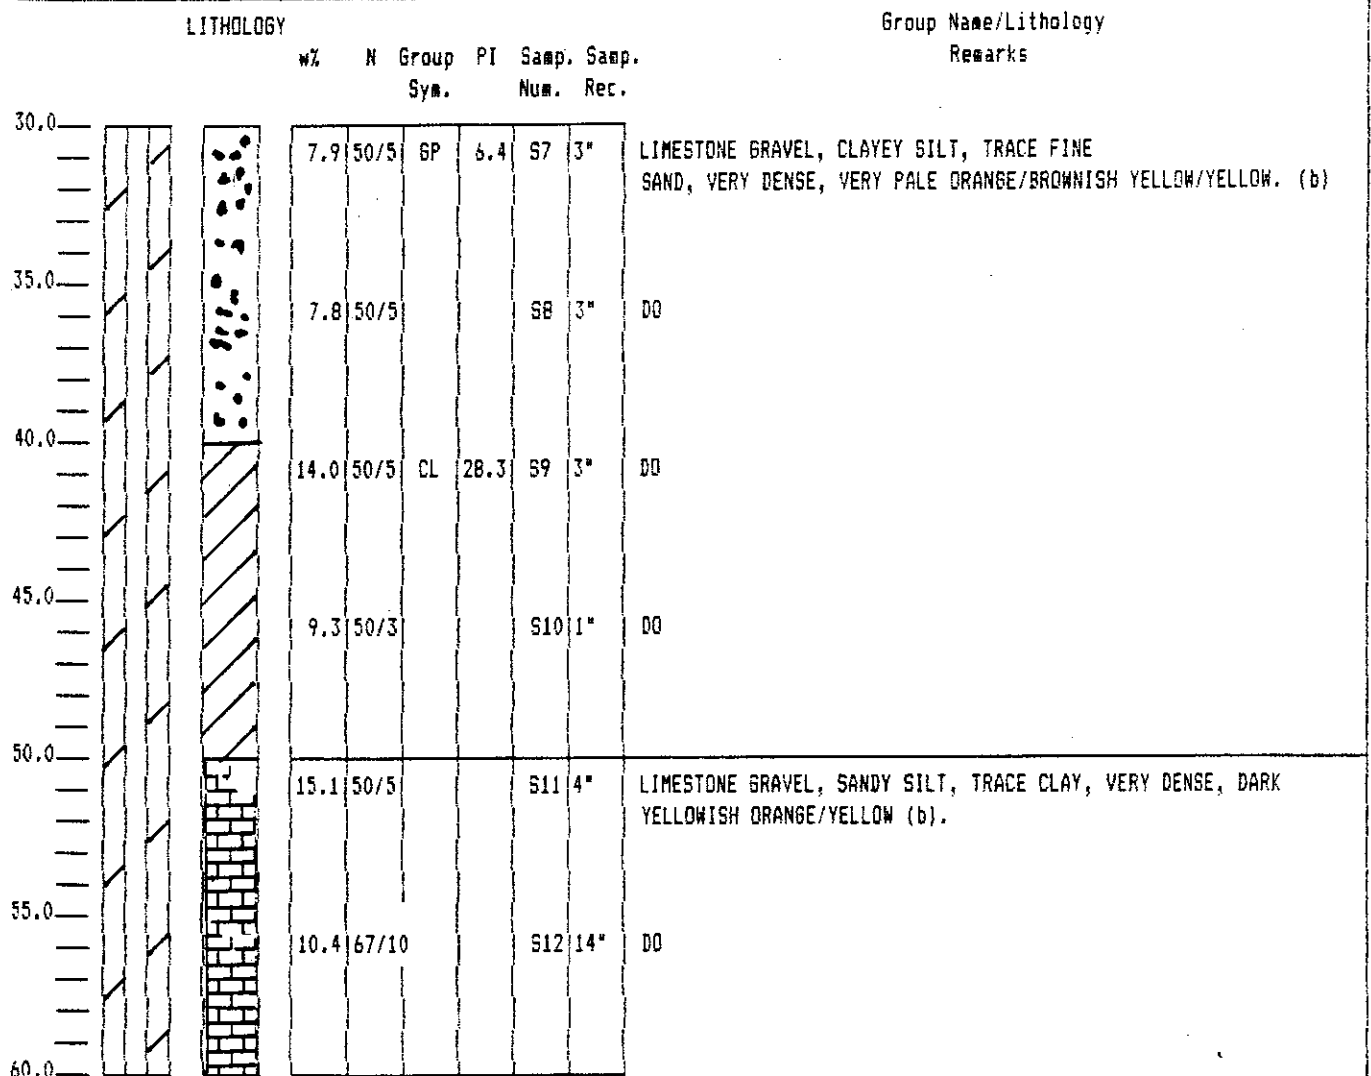 LITHOLOGY
Group Name/Lithology
w% N Group PI Samp. Samp.
Remarks
Sym. Num. Rec.
30.0
7.9 50/5 GP 6.4 S7 3" LIMESTONE GRAVEL, CLAYEY SILT, TRACE FINE
SAND, VERY DENSE, VERY PALE ORANGE/BROWNISH YELLOW/YELLOW. (b)
35.0
7.8 50/5 S8 3" DO
40.0
14.0 50/5 CL 28.3 S9 3" DO
45.0
9.3 50/3 S10 1" DO
50.0
15.1 50/5 S11 4" LIMESTONE GRAVEL, SANDY SILT, TRACE CLAY, VERY DENSE, DARK
YELLOWISH ORANGE/YELLOW (b).
55.0
10.4 67/10 S12 14" DO
60.0